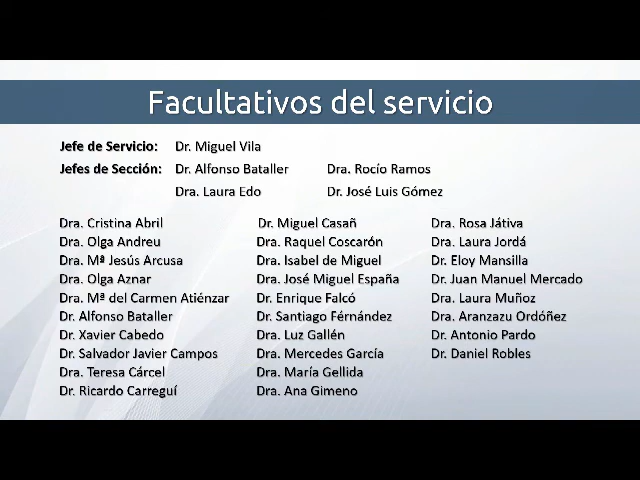 Facultativos del servicio
Jefe de Servicio: Dr. Miguel Vila
Jefes de Sección: Dr. Alfonso Bataller Dra. Rocío Ramos
Dra. Laura Edo Dr. José Luis Gómez
Dra. Cristina Abril Dr. Miguel Casañ Dra. Rosa Játiva
Dra. Olga Andreu Dra. Raquel Coscarón Dra. Laura Jordá
Dra. Mª Jesús Arcusa Dra. Isabel de Miguel Dr. Eloy Mansilla
Dra. Olga Aznar Dra. José Miguel España Dr. Juan Manuel Mercado
Dra. Mª del Carmen Atiénzar Dr. Enrique Falcó Dra. Laura Muñoz
Dr. Alfonso Bataller Dr. Santiago Férnández Dra. Aranzazu Ordóñez
Dr. Xavier Cabedo Dra. Luz Gallén Dr. Antonio Pardo
Dr. Salvador Javier Campos Dra. Mercedes García Dr. Daniel Robles
Dra. Teresa Cárcel Dra. María Gellida
Dr. Ricardo Carreguí Dra. Ana Gimeno